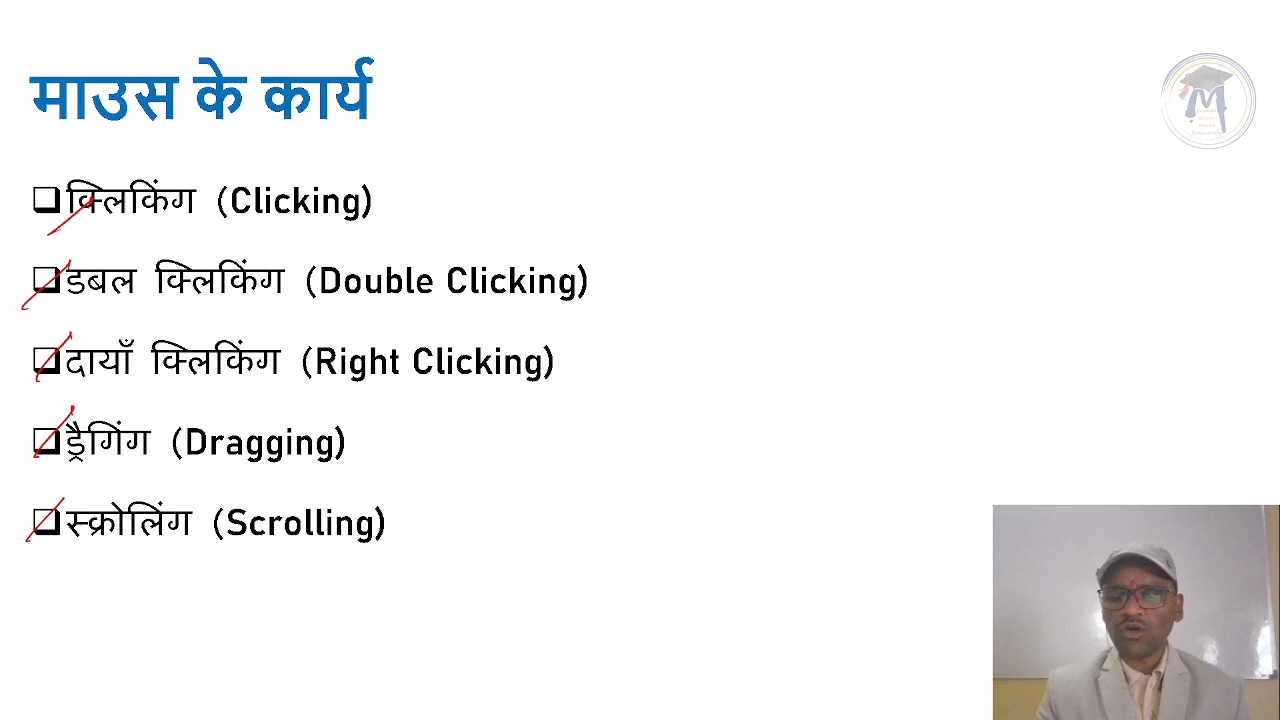 माउस के कार्य
क्लिकिंग (Clicking)
डबल क्लिकिंग (Double Clicking)
दायाँ क्लिकिंग (Right Clicking)
ड्रैगिंग (Dragging)
स्क्रोलिंग (Scrolling)